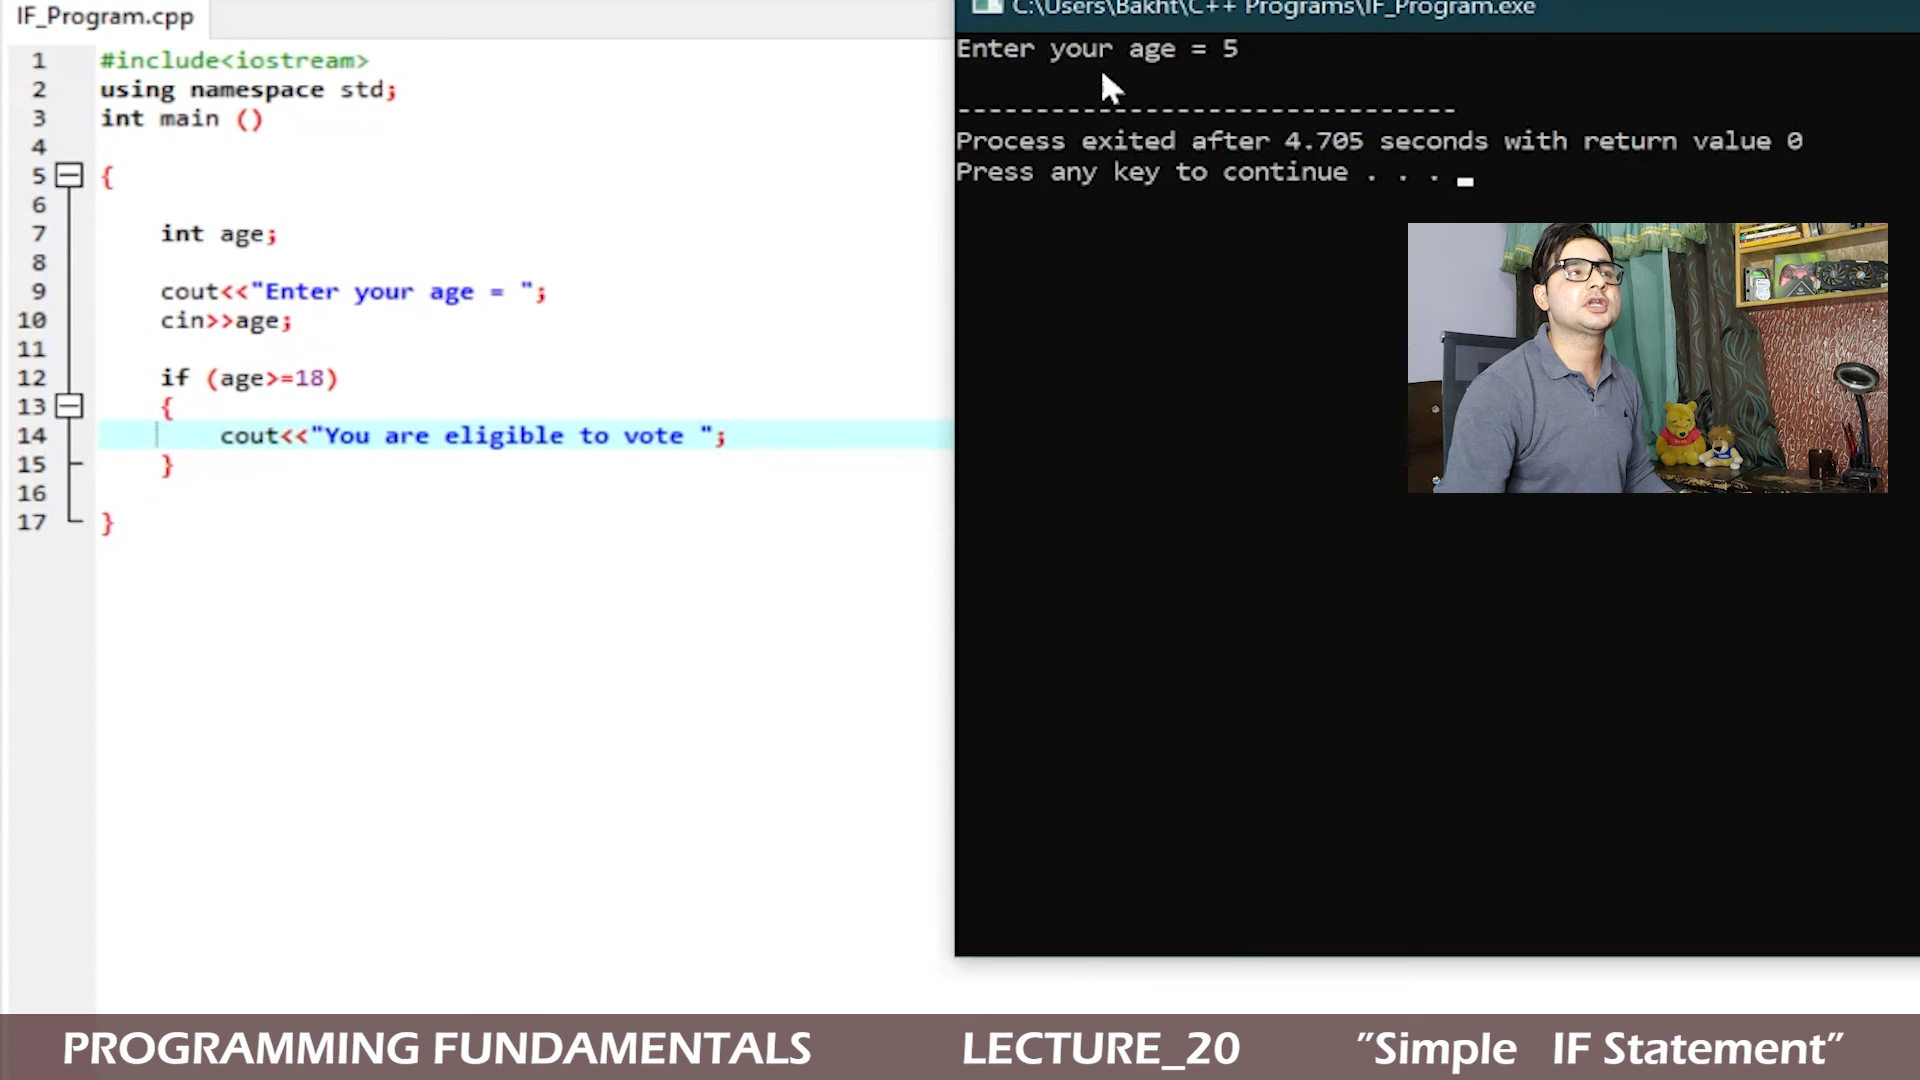 IF_Program.cpp
1 #include<iostream>
2 using namespace std;
3 int main ()
4
5 {
6
7 int age;
8
9 cout<<"Enter your age = ";
10 cin>>age;
11
12 if (age>=18)
13 {
14 cout<<"You are eligible to vote ";
15 }
16
17 }
C:\Users\Bakht\C++ Programs\IF_Program.exe
Enter your age = 5
--------------------------------
Process exited after 4.705 seconds with return value 0
Press any key to continue . . .
PROGRAMMING FUNDAMENTALS LECTURE_20 "Simple IF Statement"